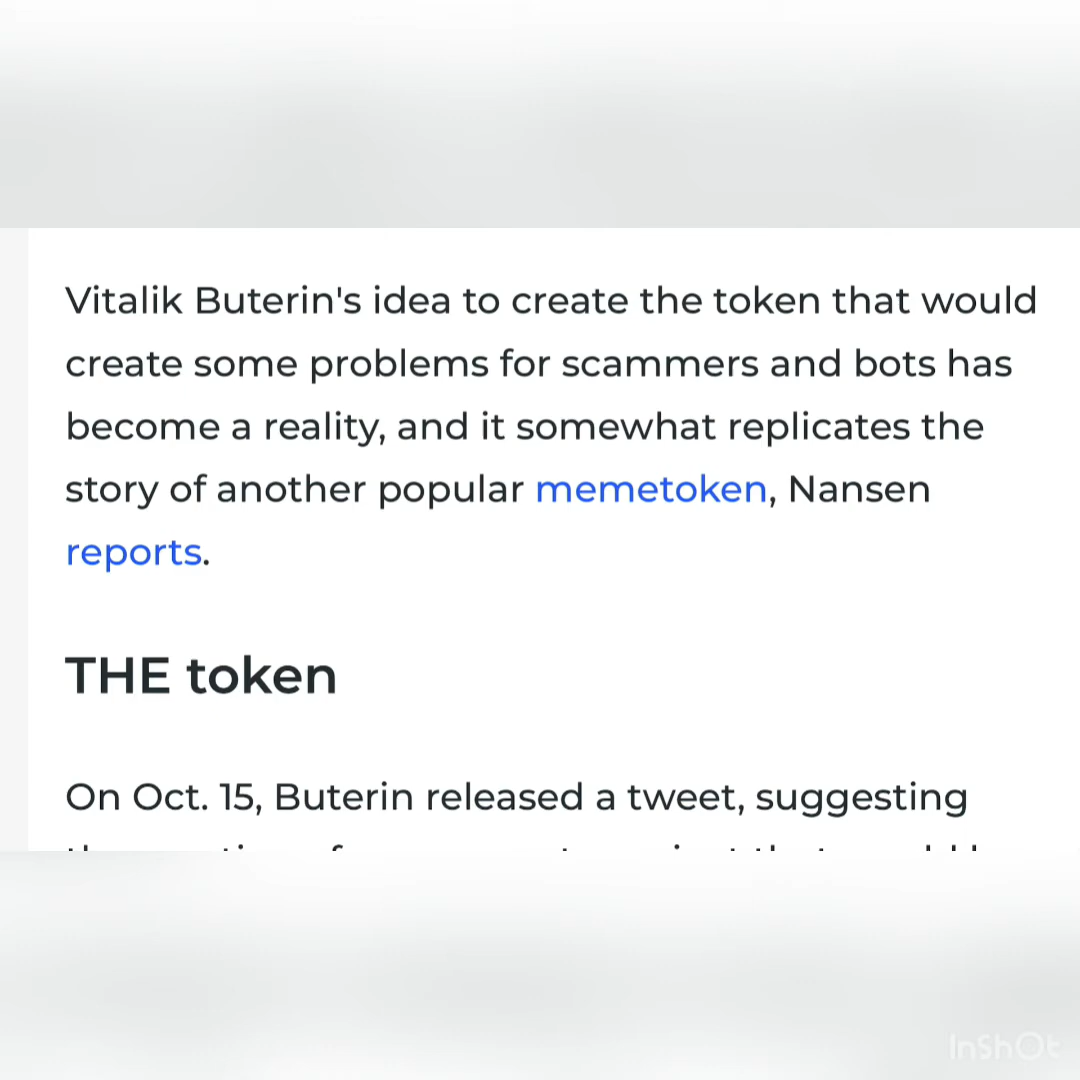 Vitalik Buterin's idea to create the token that would
create some problems for scammers and bots has
become a reality, and it somewhat replicates the
story of another popular memetoken, Nansen
reports.
THE token
On Oct. 15, Buterin released a tweet, suggesting
InShOt